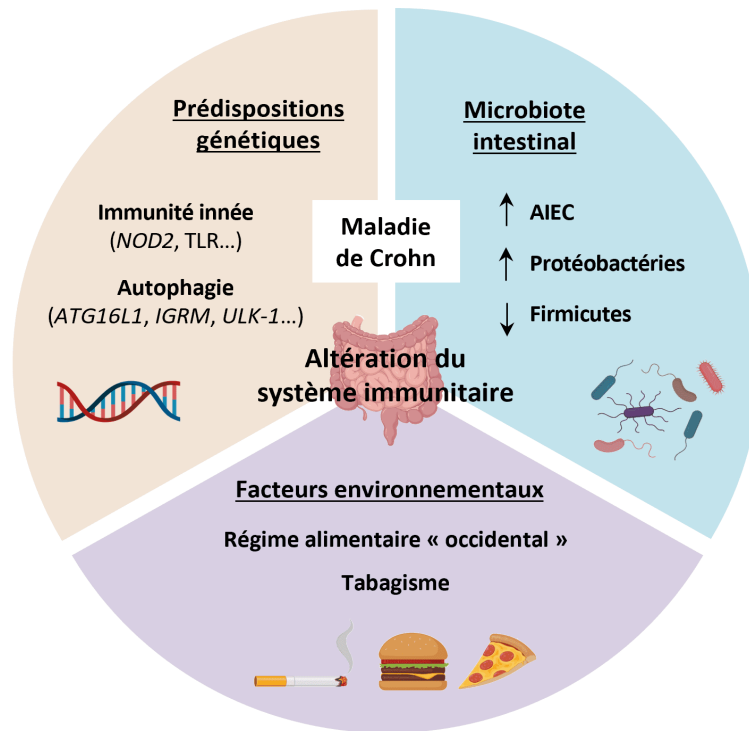 Prédispositions
génétiques
Immunité innée
(NOD2, TLR...)
Autophagie
(ATG16L1, IGRM, ULK-1...)
Microbiote
intestinal
↑ AIEC
↑ Protéobactéries
↓ Firmicutes
Maladie
de Crohn
Altération du
système immunitaire
Facteurs environnementaux
Régime alimentaire « occidental »
Tabagisme